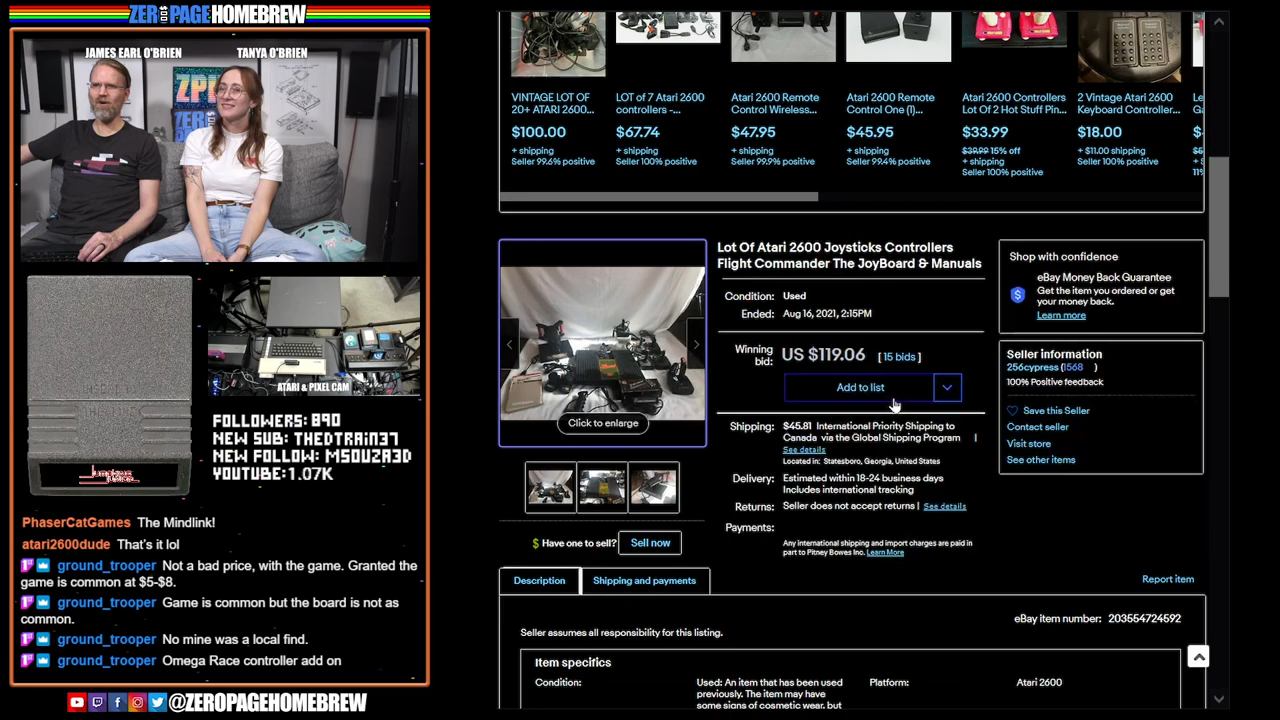 ZEROPAGEHOMEBREW
JAMES EARL O'BRIEN
TANYA O'BRIEN
ZPH
ATARI & PIXEL CAM
FOLLOWERS: 890
NEW SUB: THEDTRAIN37
NEW FOLLOW: MSOUZA3D
YOUTUBE:1.07K
PhaserCatGames The Mindlink!
atari2600dude That's it lol
ground_trooper Not a bad price, with the game. Granted the
game is common at $5-$8.
ground_trooper Game is common but the board is not as
common.
ground_trooper No mine was a local find.
ground_trooper Omega Race controller add on
@ZEROPAGEHOMEBREW
VINTAGE LOT OF
20+ ATARI 2600...
$100.00
+ shipping
Seller 99.6% positive
LOT of 7 Atari 2600
controllers -...
$67.74
+ shipping
Seller 100% positive
Atari 2600 Remote
Control Wireless...
$47.95
+ shipping
Seller 99.9% positive
Atari 2600 Remote
Control One (1)...
$45.95
+ shipping
Seller 99.4% positive
Atari 2600 Controllers
Lot Of 2 Hot Stuff Pin...
$33.99
$39.99 15% off
+ shipping
Seller 100% positive
2 Vintage Atari 2600
Keyboard Controller...
$18.00
+ $11.00 shipping
Seller 100% positive
Click to enlarge
Have one to sell?
Sell now
Lot Of Atari 2600 Joysticks Controllers
Flight Commander The JoyBoard & Manuals
Condition: Used
Ended: Aug 16, 2021, 2:15PM
Winning bid: US $119.06 [ 15 bids ]
Add to list
Shipping: $45.81 International Priority Shipping to
Canada via the Global Shipping Program |
See details
Located in: Statesboro, Georgia, United States
Delivery: Estimated within 18-24 business days
Includes international tracking
Returns: Seller does not accept returns | See details
Payments:
Any international shipping and import charges are paid in
part to Pitney Bowes Inc. Learn More
Shop with confidence
eBay Money Back Guarantee
Get the item you ordered or get
your money back.
Learn more
Seller information
256cypress (1568 )
100% Positive feedback
Save this Seller
Contact seller
Visit store
See other items
Description
Shipping and payments
Report item
eBay item number: 203554724592
Seller assumes all responsibility for this listing.
Item specifics
Condition: Used: An item that has been used
previously. The item may have
some signs of cosmetic wear, but
Platform: Atari 2600